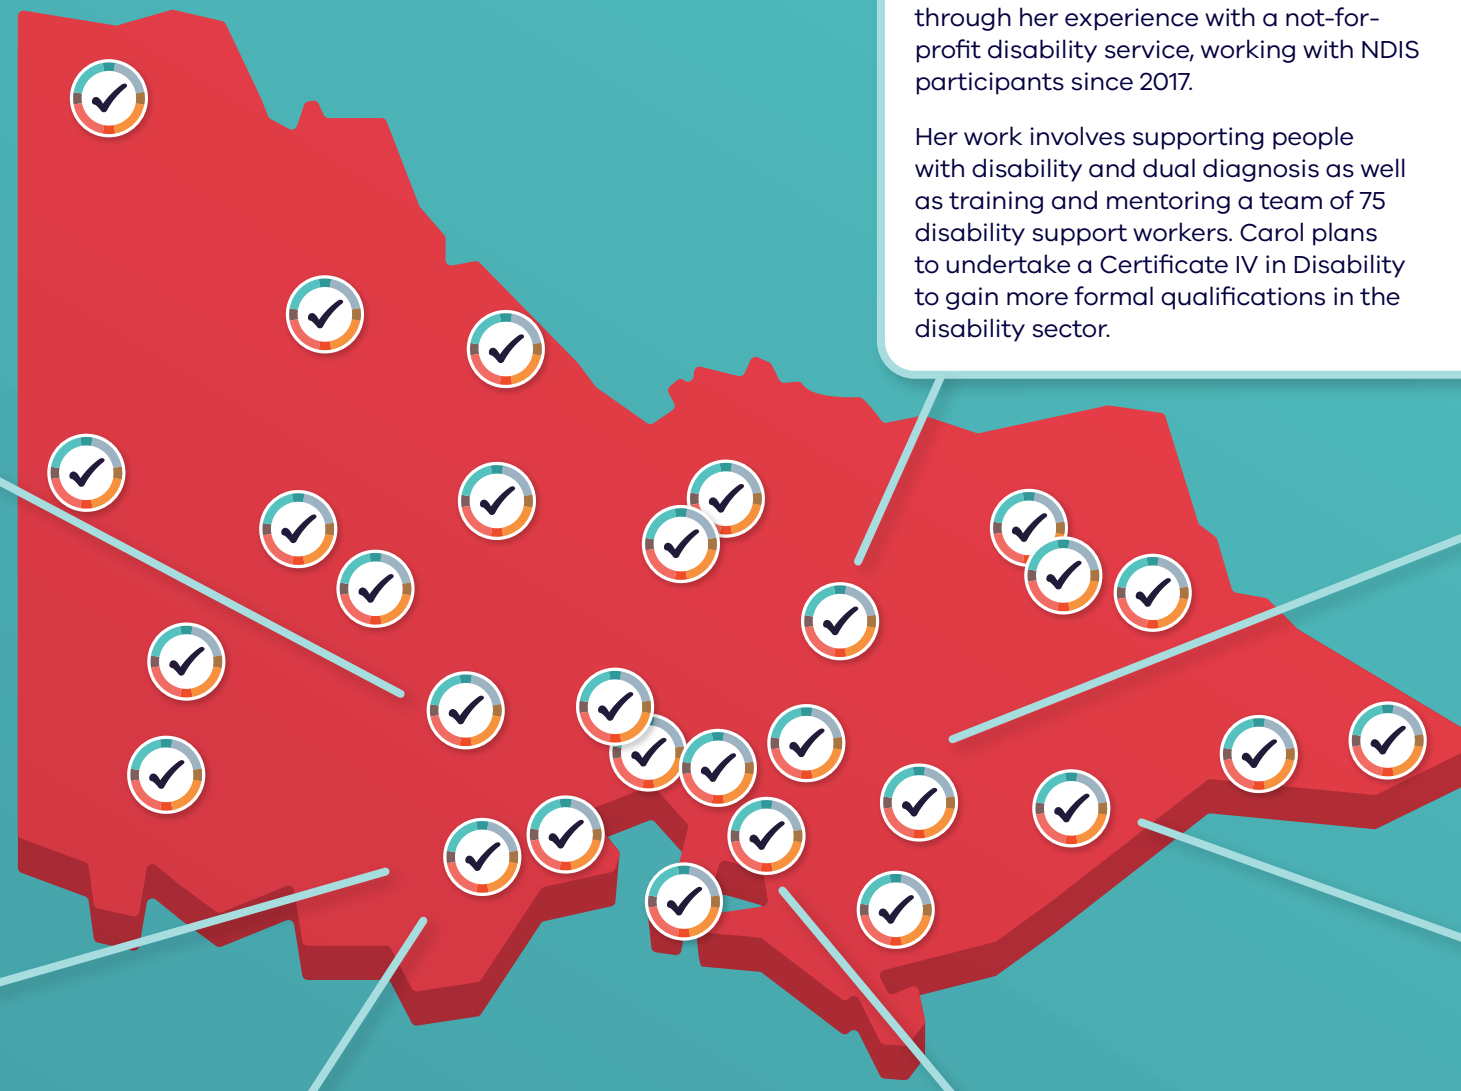 through her experience with a not-for-
profit disability service, working with NDIS
participants since 2017.
Her work involves supporting people
with disability and dual diagnosis as well
as training and mentoring a team of 75
disability support workers. Carol plans
to undertake a Certificate IV in Disability
to gain more formal qualifications in the
disability sector.